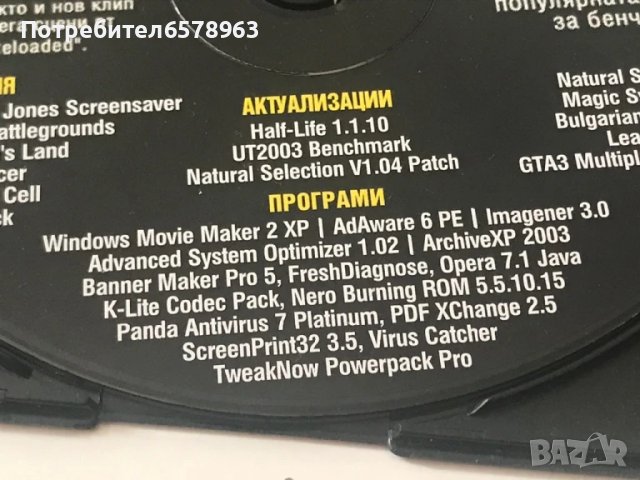 Потребител6578963
кто и нов клип
популярната
за бенч
eloaded".
ИЯ
Jones Screensaver
attlegrounds
's Land
cer
Cell
ck
АКТУАЛИЗАЦИИ
Half-Life 1.1.10
UT2003 Benchmark
Natural Selection V1.04 Patch
Natural S
Magic Sy
Bulgarian
Lea
GTA3 Multipl
ПРОГРАМИ
Windows Movie Maker 2 XP | AdAware 6 PE | Imagener 3.0
Advanced System Optimizer 1.02 | ArchiveXP 2003
Banner Maker Pro 5, FreshDiagnose, Opera 7.1 Java
K-Lite Codec Pack, Nero Burning ROM 5.5.10.15
Panda Antivirus 7 Platinum, PDF XChange 2.5
ScreenPrint32 3.5, Virus Catcher
TweakNow Powerpack Pro
BAZAR